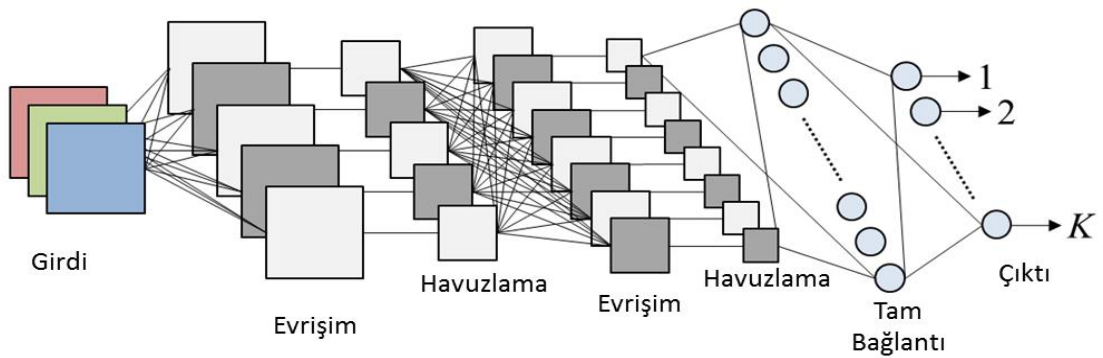 Girdi
Evrişim
Havuzlama
Evrişim
Havuzlama
Tam
Bağlantı
1
2
K
Çıktı